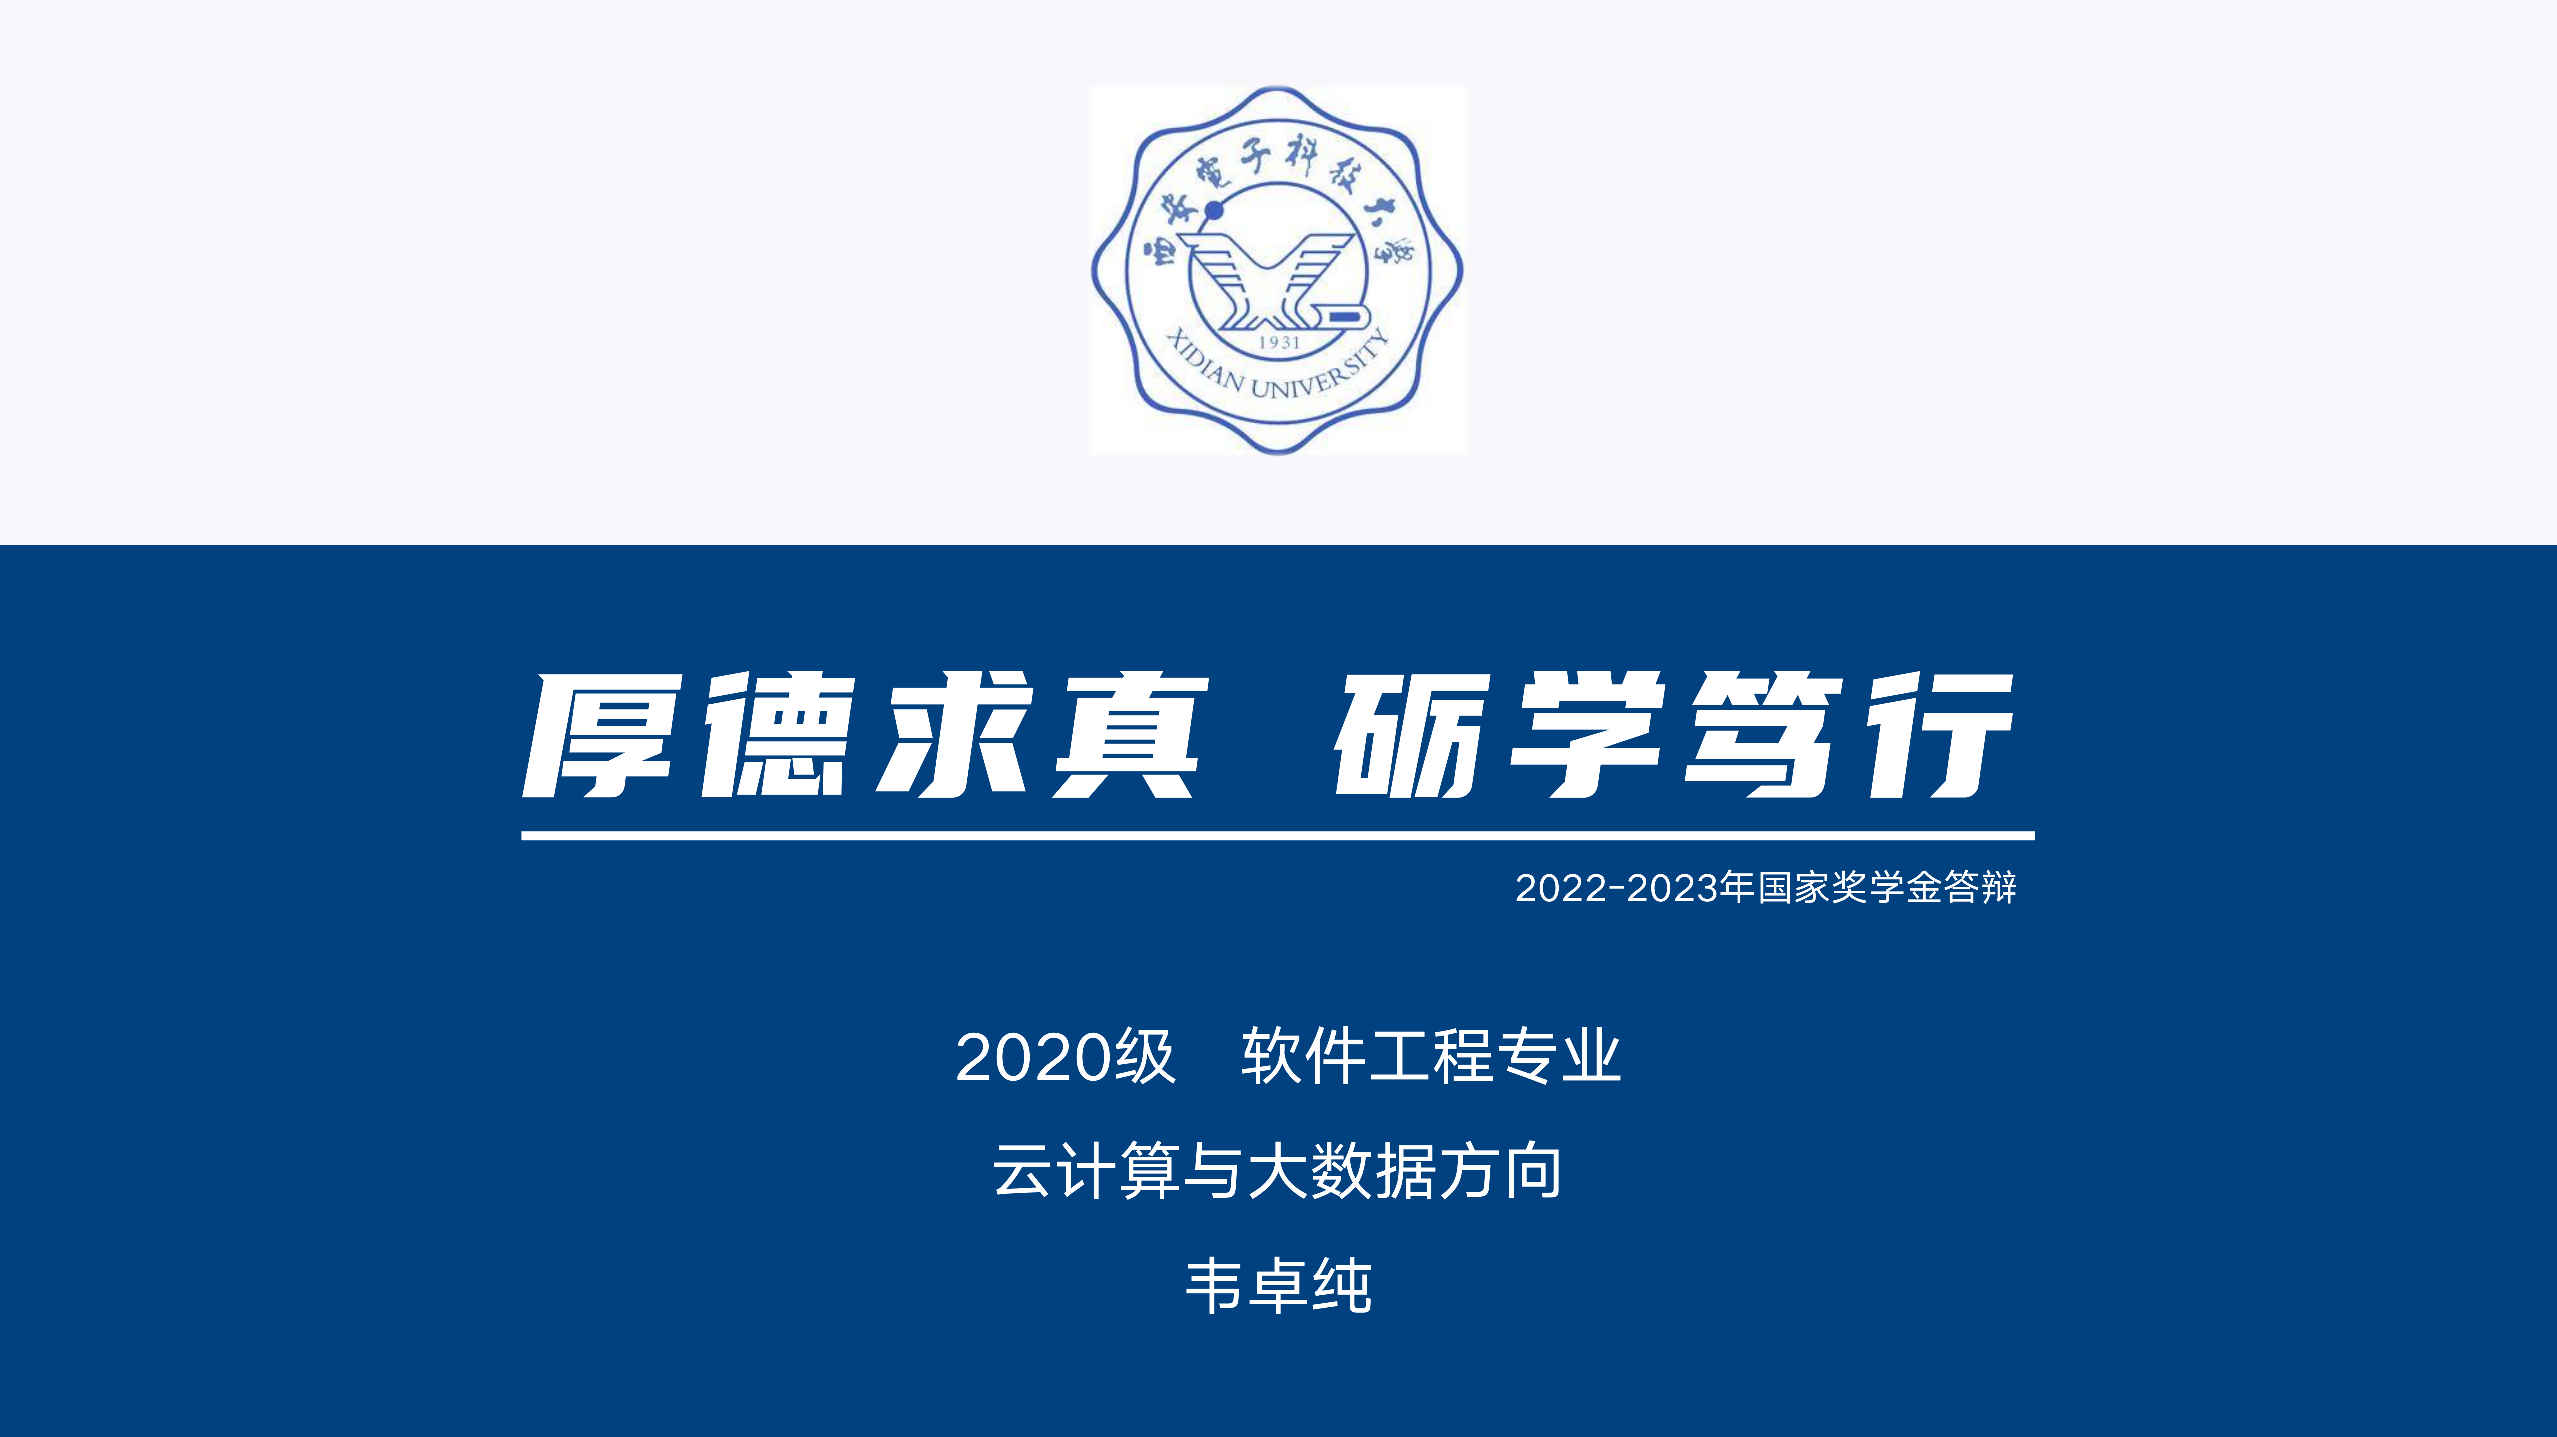 西安電子科技大學
1931
XIDIAN UNIVERSITY
厚德求真 砺学笃行
2022-2023年国家奖学金答辩
2020级 软件工程专业
云计算与大数据方向
韦卓纯